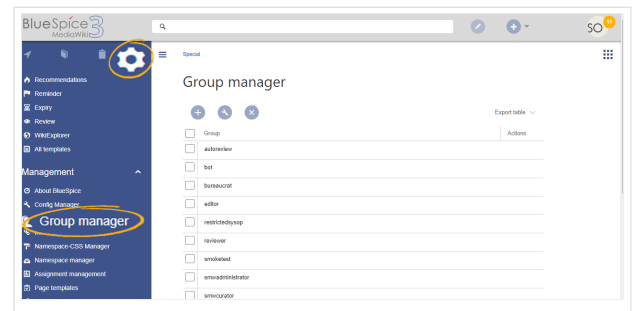 BlueSpice3
MediaWiki
SO
Special
Recommendations
Reminder
Expiry
Review
WikiExplorer
All templates
Management
About BlueSpice
Config Manager
Group manager
Namespace-CSS Manager
Namespace manager
Assignment management
Page templates
Group manager
Export table
Group Actions
autoreview
bot
bureaucrat
editor
restrictedsysop
reviewer
smoketest
smwadministrator
smwcurator